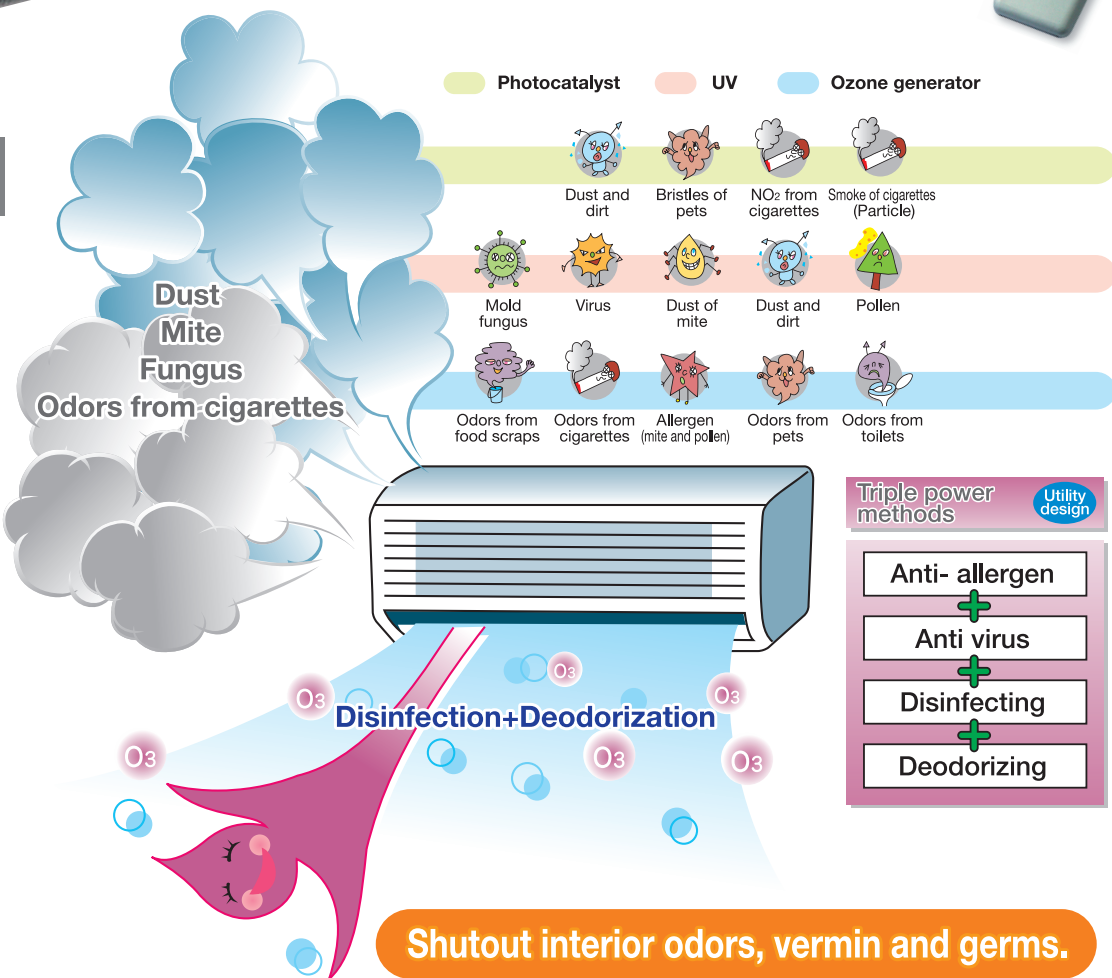 Photocatalyst UV Ozone generator
Dust and
dirt
Bristles of
pets
NO2 from
cigarettes
Smoke of cigarettes
(Particle)
Mold
fungus
Virus
Dust of
mite
Dust and
dirt
Pollen
Odors from
food scraps
Odors from
cigarettes
Allergen
(mite and pollen)
Odors from
pets
Odors from
toilets
Dust
Mite
Fungus
Odors from cigarettes
Triple power
methods
Utility
design
Anti- allergen
+
Anti virus
+
Disinfecting
+
Deodorizing
O3
O3
O3
Disinfection+Deodorization
O3
O3
O3
Shutout interior odors, vermin and germs.